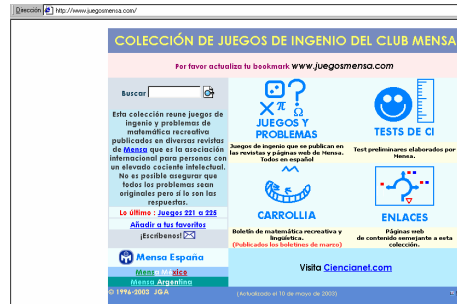 Dirección http://www.juegosmensa.com/
COLECCIÓN DE JUEGOS DE INGENIO DEL CLUB MENSA
Por favor actualiza tu bookmark www.juegosmensa.com
Buscar
Esta colección reune juegos de
ingenio y problemas de
matemática recreativa
publicados en diversas revistas
de Mensa que es la asociación
internacional para personas con
un elevado cociente intelectual.
No es posible asegurar que
todos los problemas sean
originales pero sí lo son las
respuestas.
Lo último : Juegos 221 a 225
Añadir a tus favoritos
¡Escríbenos!
Mensa España
Mensa México
Mensa Argentina
JUEGOS Y
PROBLEMAS
Juegos de ingenio que se publican en
las revistas y páginas web de Mensa.
Todos en español
TESTS DE CI
Test preliminares elaborados por
Mensa.
CARROLLIA
Boletín de matemática recreativa y
lingüística.
(Publicados los boletines de marzo)
ENLACES
Páginas web
de contenido semejante a esta
colección.
Visita Ciencianet.com
© 1996-2003 JGA
(Actualizado el 10 de mayo de 2003)